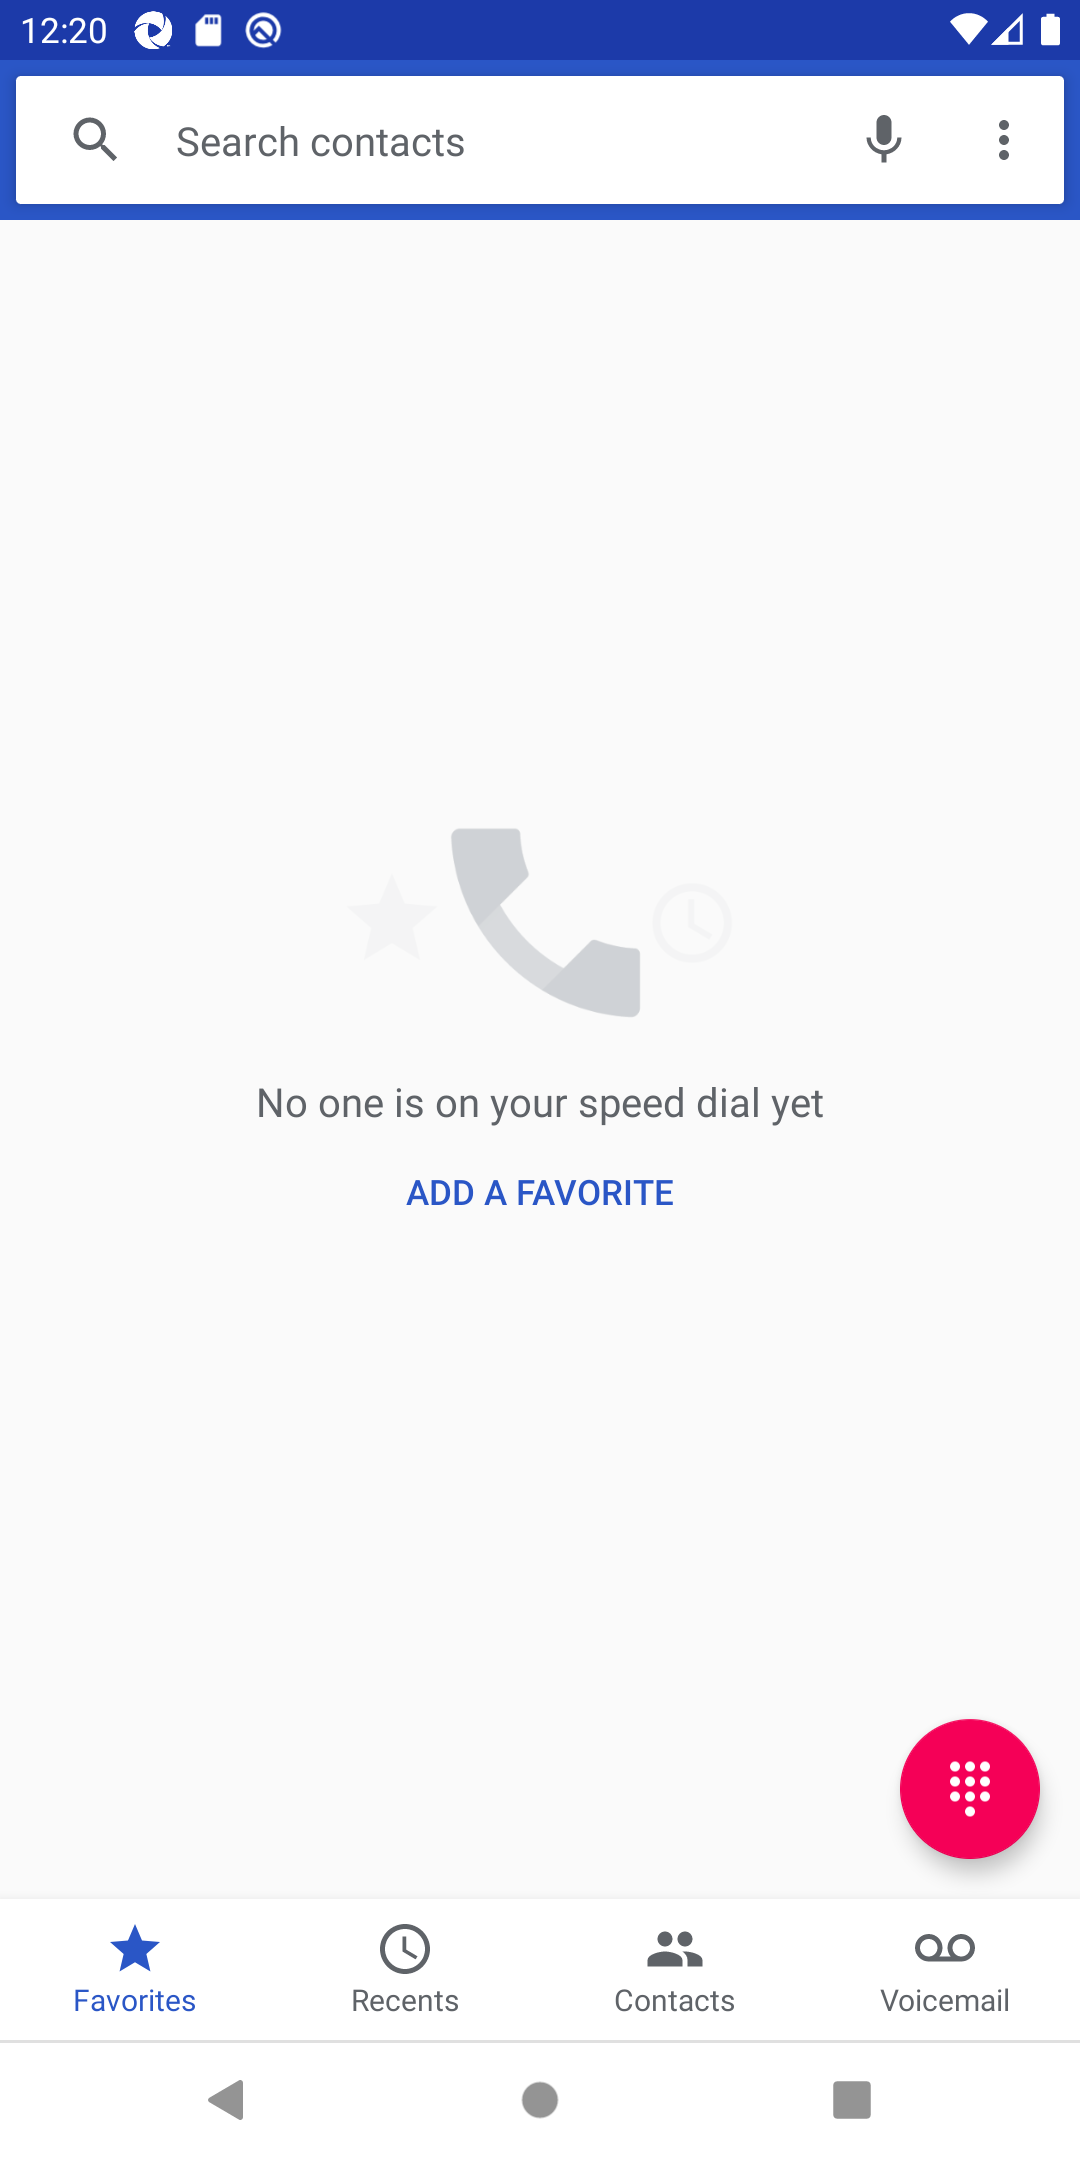 12:20
Search contacts
No one is on your speed dial yet
ADD A FAVORITE
Favorites
Recents
Contacts
Voicemail